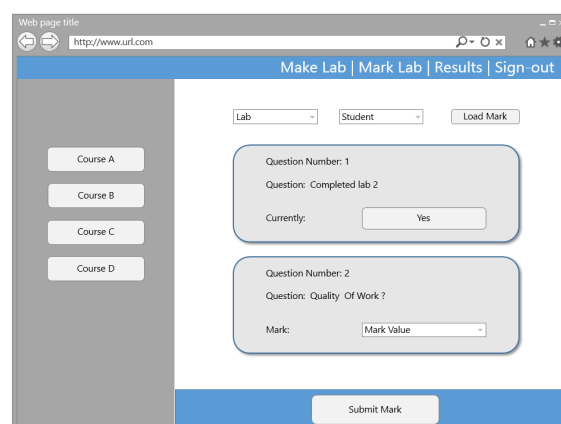 Web page title
http://www.url.com
Make Lab | Mark Lab | Results | Sign-out
Lab
Student
Load Mark
Course A
Course B
Course C
Course D
Question Number: 1
Question: Completed lab 2
Currently:
Yes
Question Number: 2
Question: Quality Of Work ?
Mark:
Mark Value
Submit Mark